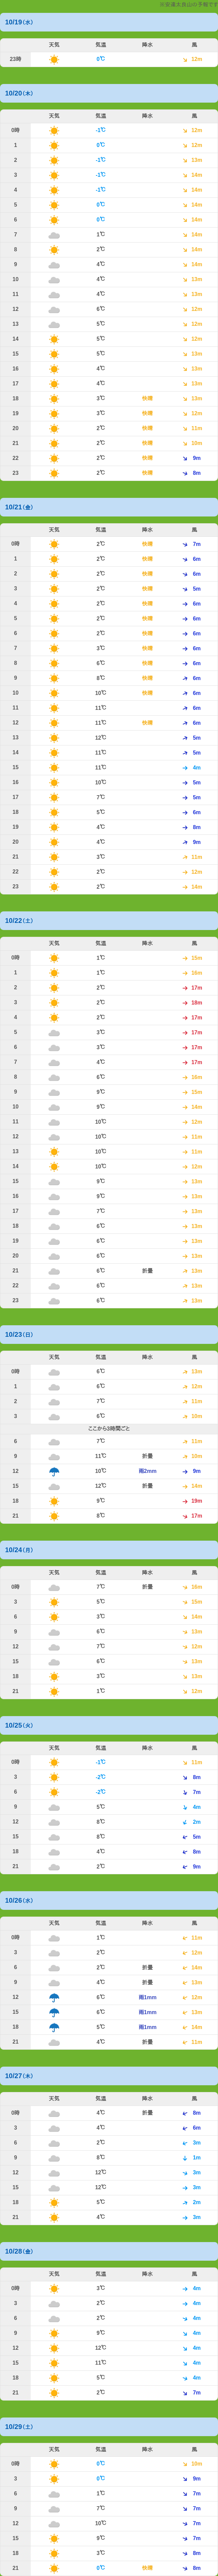 10/19(水)
天気 気温 降水 風
23時 0℃ 12m
10/20(木)
天気 気温 降水 風
0時 -1℃ 12m
1 0℃ 12m
2 -1℃ 13m
3 -1℃ 14m
4 -1℃ 14m
5 0℃ 14m
6 0℃ 14m
7 1℃ 14m
8 2℃ 14m
9 4℃ 14m
10 4℃ 13m
11 4℃ 13m
12 6℃ 12m
13 5℃ 12m
14 5℃ 12m
15 5℃ 12m
16 4℃ 13m
17 4℃ 13m
18 3℃ 快晴 13m
19 3℃ 快晴 12m
20 2℃ 快晴 11m
21 2℃ 快晴 10m
22 2℃ 快晴 9m
23 2℃ 快晴 8m
10/21(金)
天気 気温 降水 風
0時 2℃ 快晴 7m
1 2℃ 快晴 6m
2 2℃ 快晴 6m
3 2℃ 快晴 5m
4 2℃ 快晴 6m
5 2℃ 快晴 6m
6 2℃ 快晴 6m
7 3℃ 快晴 6m
8 6℃ 快晴 6m
9 8℃ 快晴 6m
10 10℃ 快晴 6m
11 11℃ 6m
12 11℃ 快晴 6m
13 12℃ 5m
14 11℃ 5m
15 11℃ 4m
16 10℃ 5m
17 7℃ 5m
18 5℃ 6m
19 4℃ 8m
20 4℃ 9m
21 3℃ 11m
22 2℃ 12m
23 2℃ 14m
10/22(土)
天気 気温 降水 風
0時 1℃ 15m
1 1℃ 16m
2 2℃ 17m
3 2℃ 18m
4 2℃ 17m
5 3℃ 17m
6 3℃ 17m
7 4℃ 17m
8 6℃ 16m
9 9℃ 15m
10 9℃ 14m
11 10℃ 12m
12 10℃ 11m
13 10℃ 11m
14 10℃ 12m
15 9℃ 13m
16 9℃ 13m
17 7℃ 13m
18 6℃ 13m
19 6℃ 13m
20 6℃ 13m
21 6℃ 折畳 13m
22 6℃ 13m
23 6℃ 13m
10/23(日)
天気 気温 降水 風
0時 6℃ 13m
1 6℃ 12m
2 7℃ 11m
3 6℃ 10m
ここから3時間ごと
6 7℃ 11m
9 11℃ 折畳 10m
12 10℃ 雨2mm 9m
15 12℃ 折畳 14m
18 9℃ 19m
21 8℃ 17m
10/24(月)
天気 気温 降水 風
0時 7℃ 折畳 16m
3 5℃ 15m
6 3℃ 14m
9 6℃ 13m
12 7℃ 12m
15 6℃ 13m
18 3℃ 13m
21 1℃ 12m
10/25(火)
天気 気温 降水 風
0時 -1℃ 11m
3 -2℃ 8m
6 -2℃ 7m
9 5℃ 4m
12 8℃ 2m
15 8℃ 5m
18 4℃ 8m
21 2℃ 9m
10/26(水)
天気 気温 降水 風
0時 1℃ 11m
3 2℃ 12m
6 2℃ 折畳 14m
9 4℃ 折畳 13m
12 6℃ 雨1mm 12m
15 6℃ 雨1mm 13m
18 5℃ 雨1mm 14m
21 4℃ 折畳 11m
10/27(木)
天気 気温 降水 風
0時 4℃ 折畳 8m
3 4℃ 6m
6 2℃ 3m
9 8℃ 1m
12 12℃ 3m
15 12℃ 3m
18 5℃ 2m
21 4℃ 3m
10/28(金)
天気 気温 降水 風
0時 3℃ 4m
3 2℃ 4m
6 2℃ 4m
9 9℃ 4m
12 12℃ 4m
15 11℃ 4m
18 5℃ 4m
21 2℃ 7m
10/29(土)
天気 気温 降水 風
0時 0℃ 10m
3 0℃ 9m
6 1℃ 7m
9 7℃ 7m
12 10℃ 7m
15 9℃ 7m
18 3℃ 8m
21 0℃ 快晴 8m